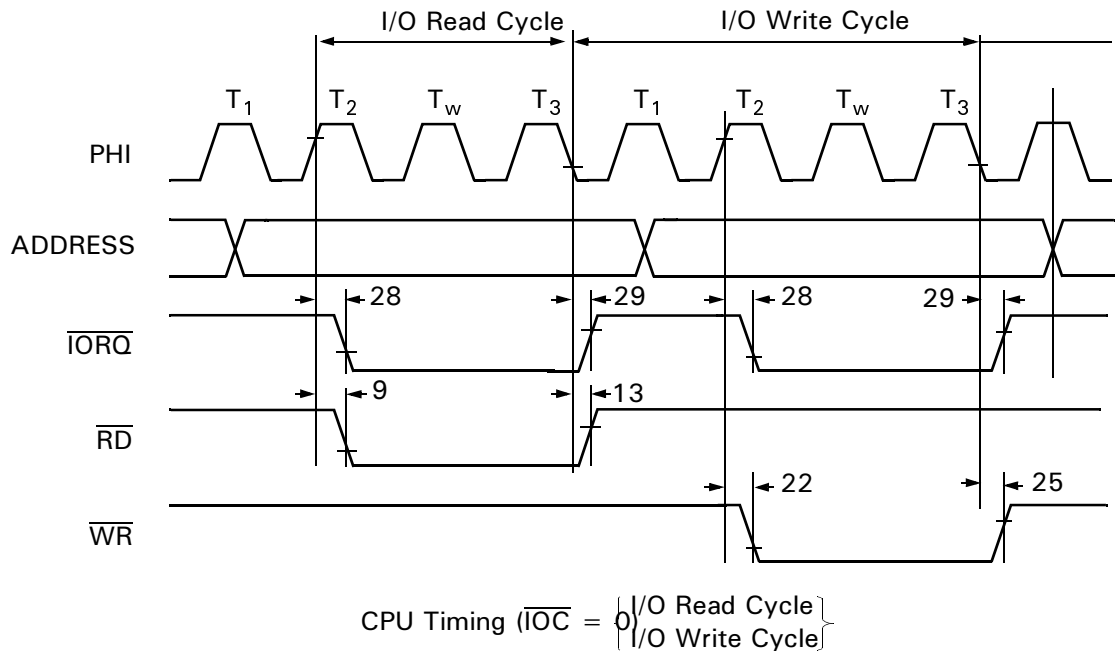 I/O Read Cycle I/O Write Cycle
T1 T2 Tw T3 T1 T2 Tw T3
PHI
ADDRESS
28 29 28 29
IORQ
9 13
RD
22 25
WR
CPU Timing (IOC = 0)
I/O Read Cycle
I/O Write Cycle